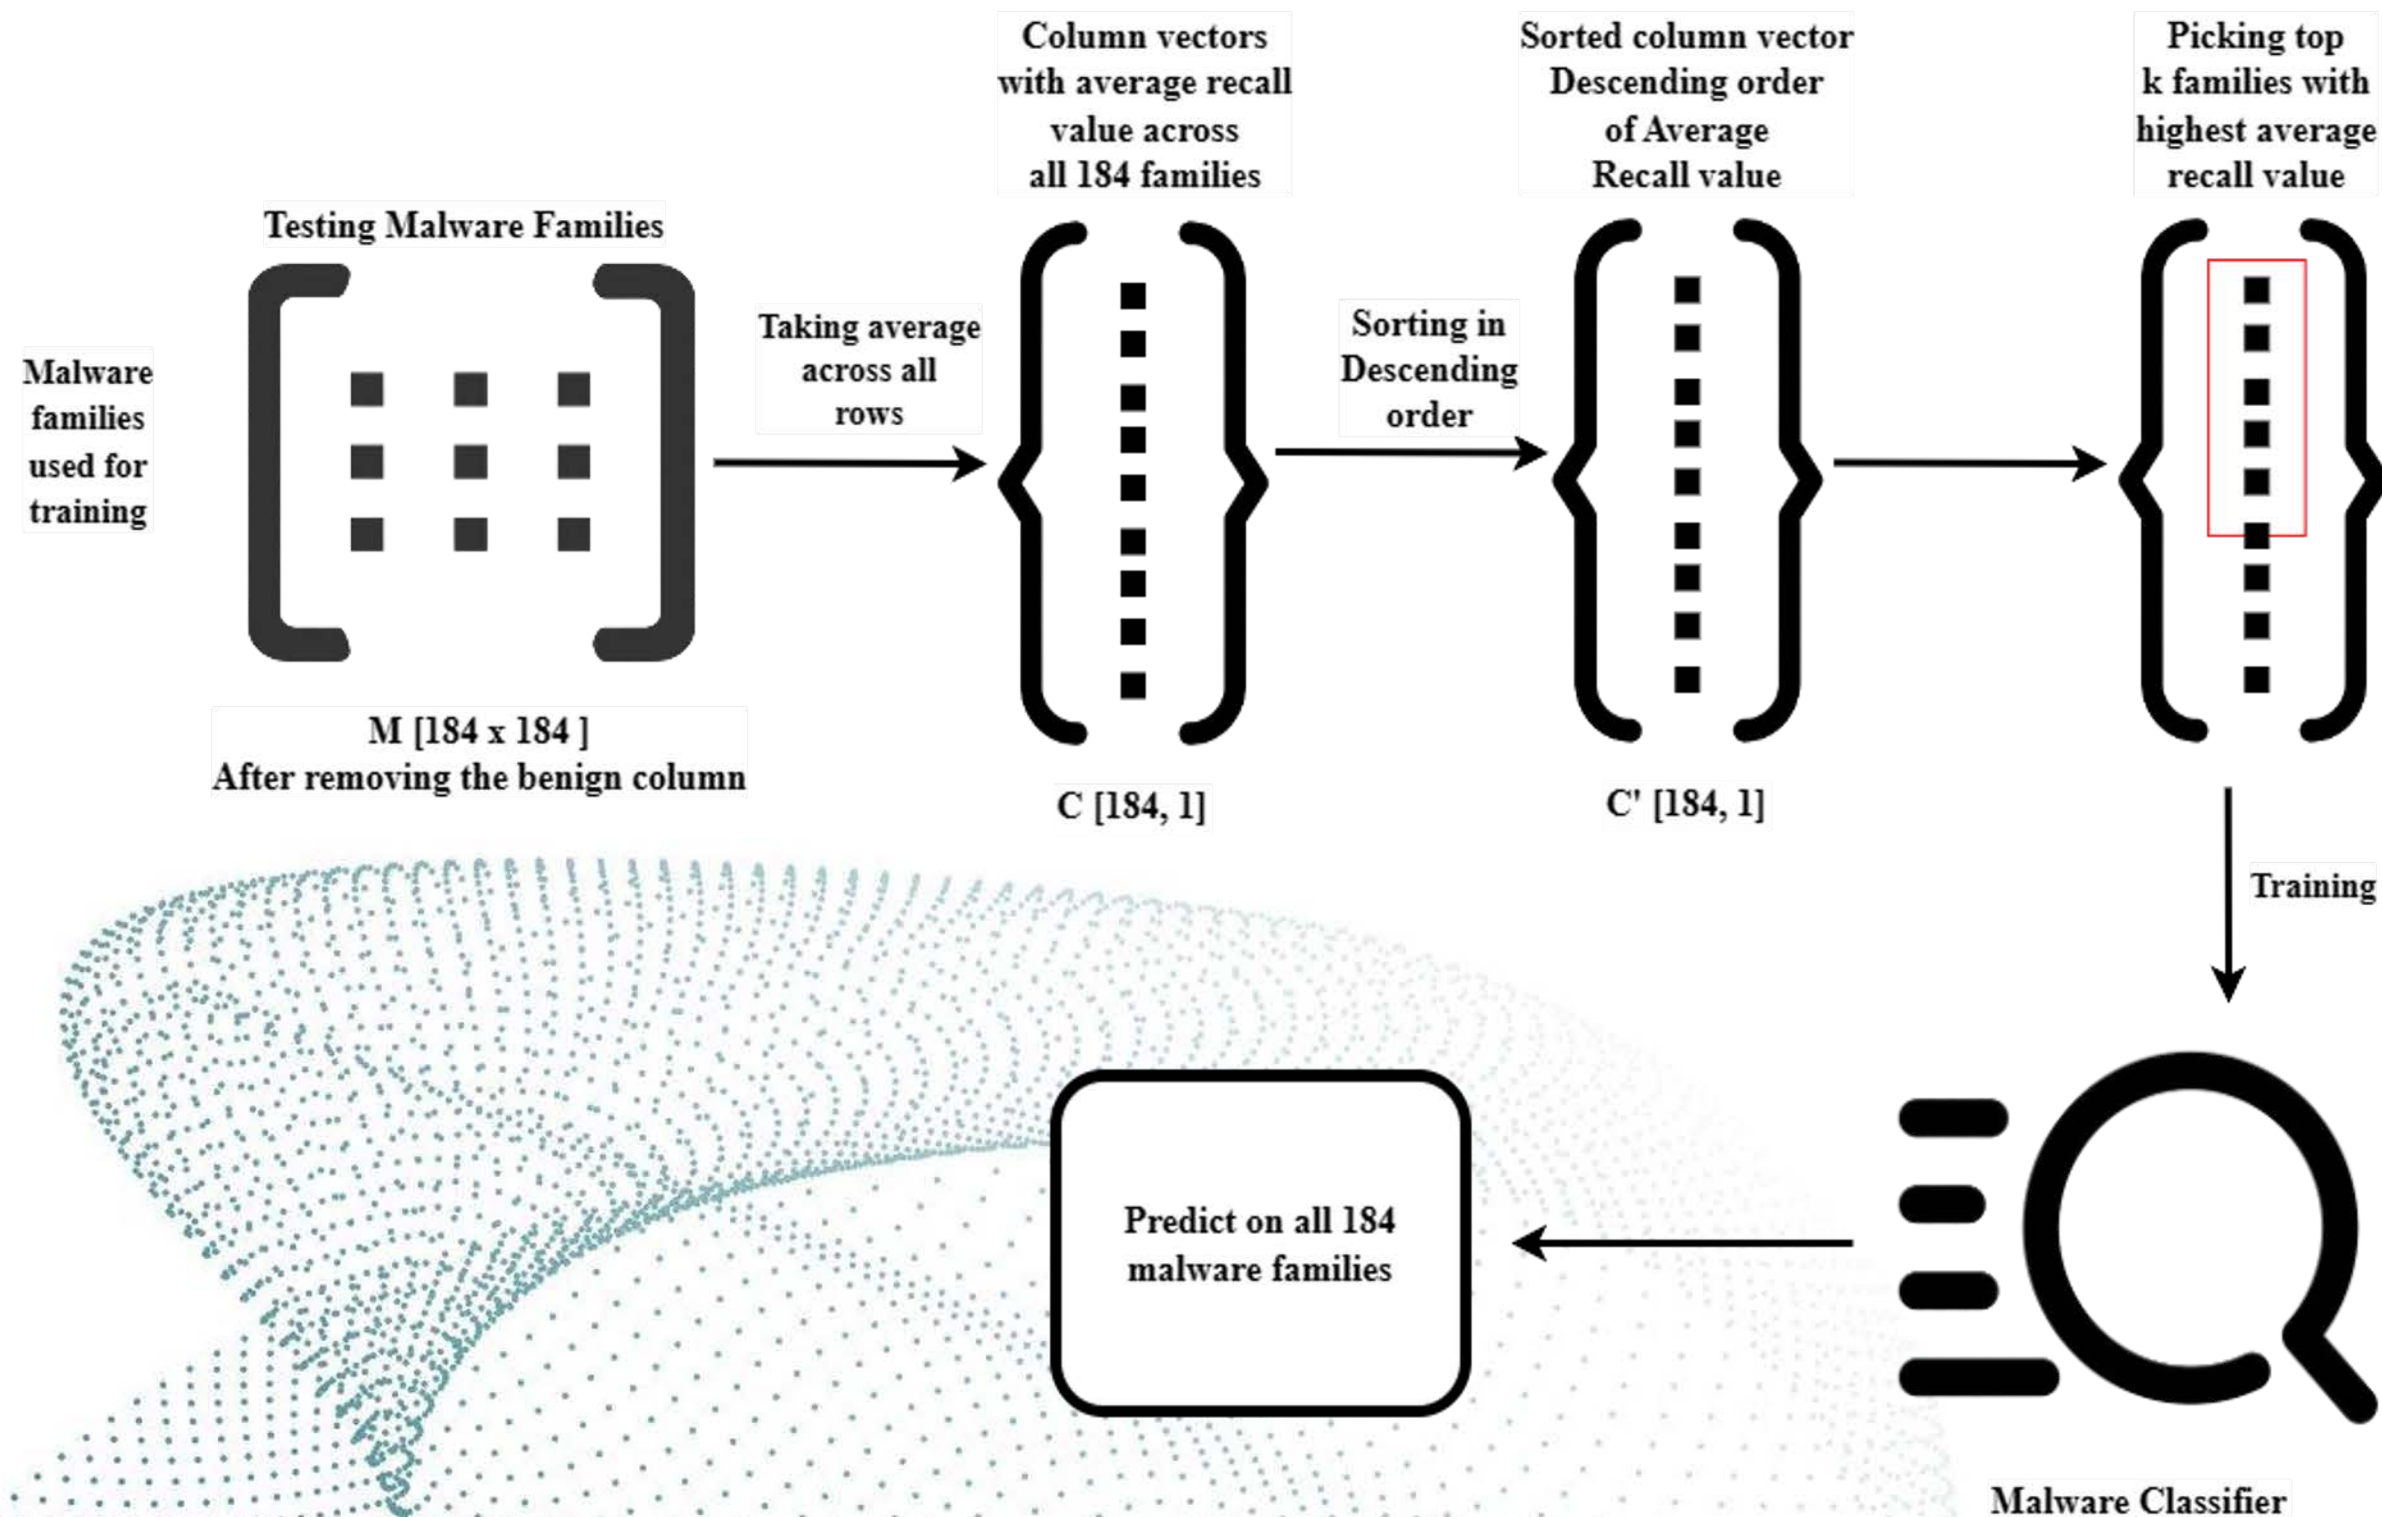 Column vectors
with average recall
value across
all 184 families
Sorted column vector
Descending order
of Average
Recall value
Picking top
k families with
highest average
recall value
Testing Malware Families
Malware
families
used for
training
Taking average
across all
rows
Sorting in
Descending
order
M [184 x 184 ]
After removing the benign column
C [184, 1]
C' [184, 1]
Training
Predict on all 184
malware families
Malware Classifier